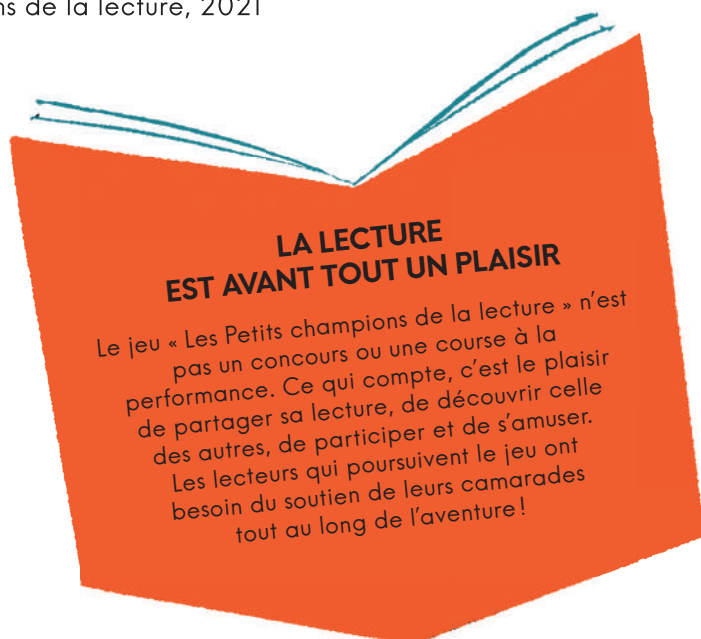 ns de la lecture, 2021
LA LECTURE
EST AVANT TOUT UN PLAISIR
Le jeu « Les Petits champions de la lecture » n’est
pas un concours ou une course à la
performance. Ce qui compte, c’est le plaisir
de partager sa lecture, de découvrir celle
des autres, de participer et de s’amuser.
Les lecteurs qui poursuivent le jeu ont
besoin du soutien de leurs camarades
tout au long de l’aventure !